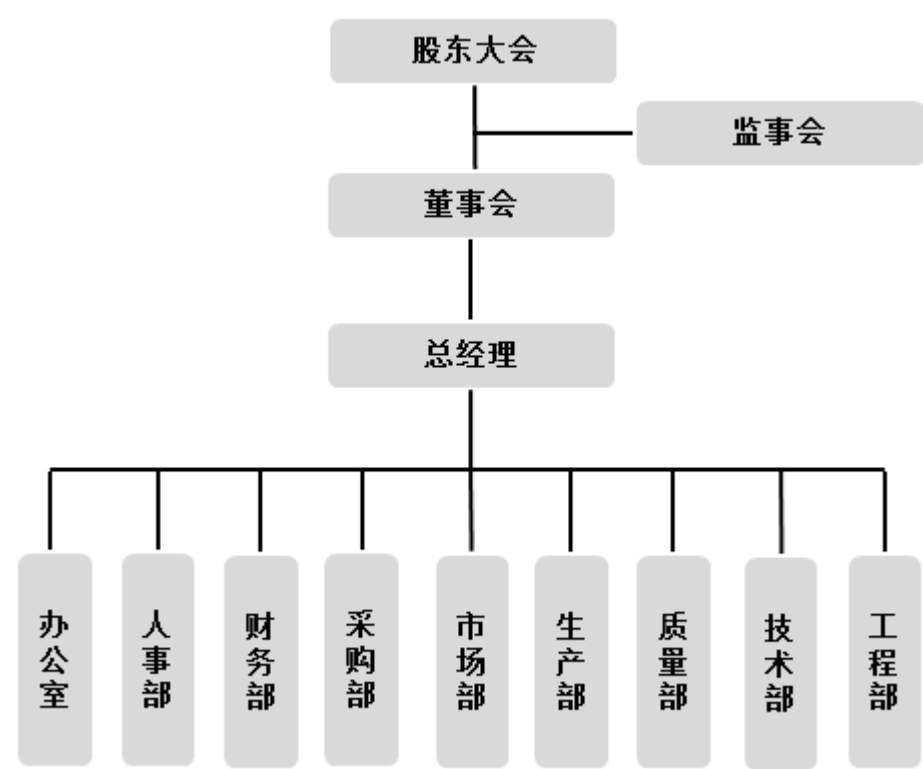 股东大会
监事会
董事会
总经理
办公室
人事部
财务部
采购部
市场部
生产部
质量部
技术部
工程部